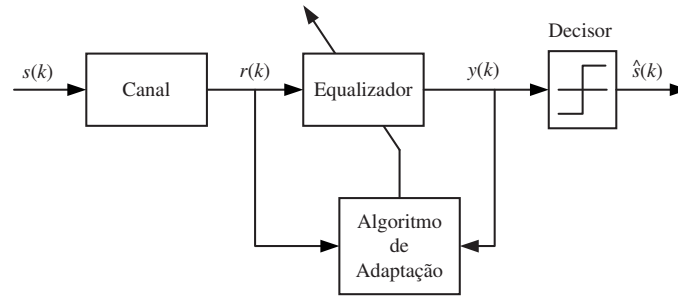 Decisor
s(k)
Canal
r(k)
Equalizador
y(k)
ŝ(k)
Algoritmo
de
Adaptação